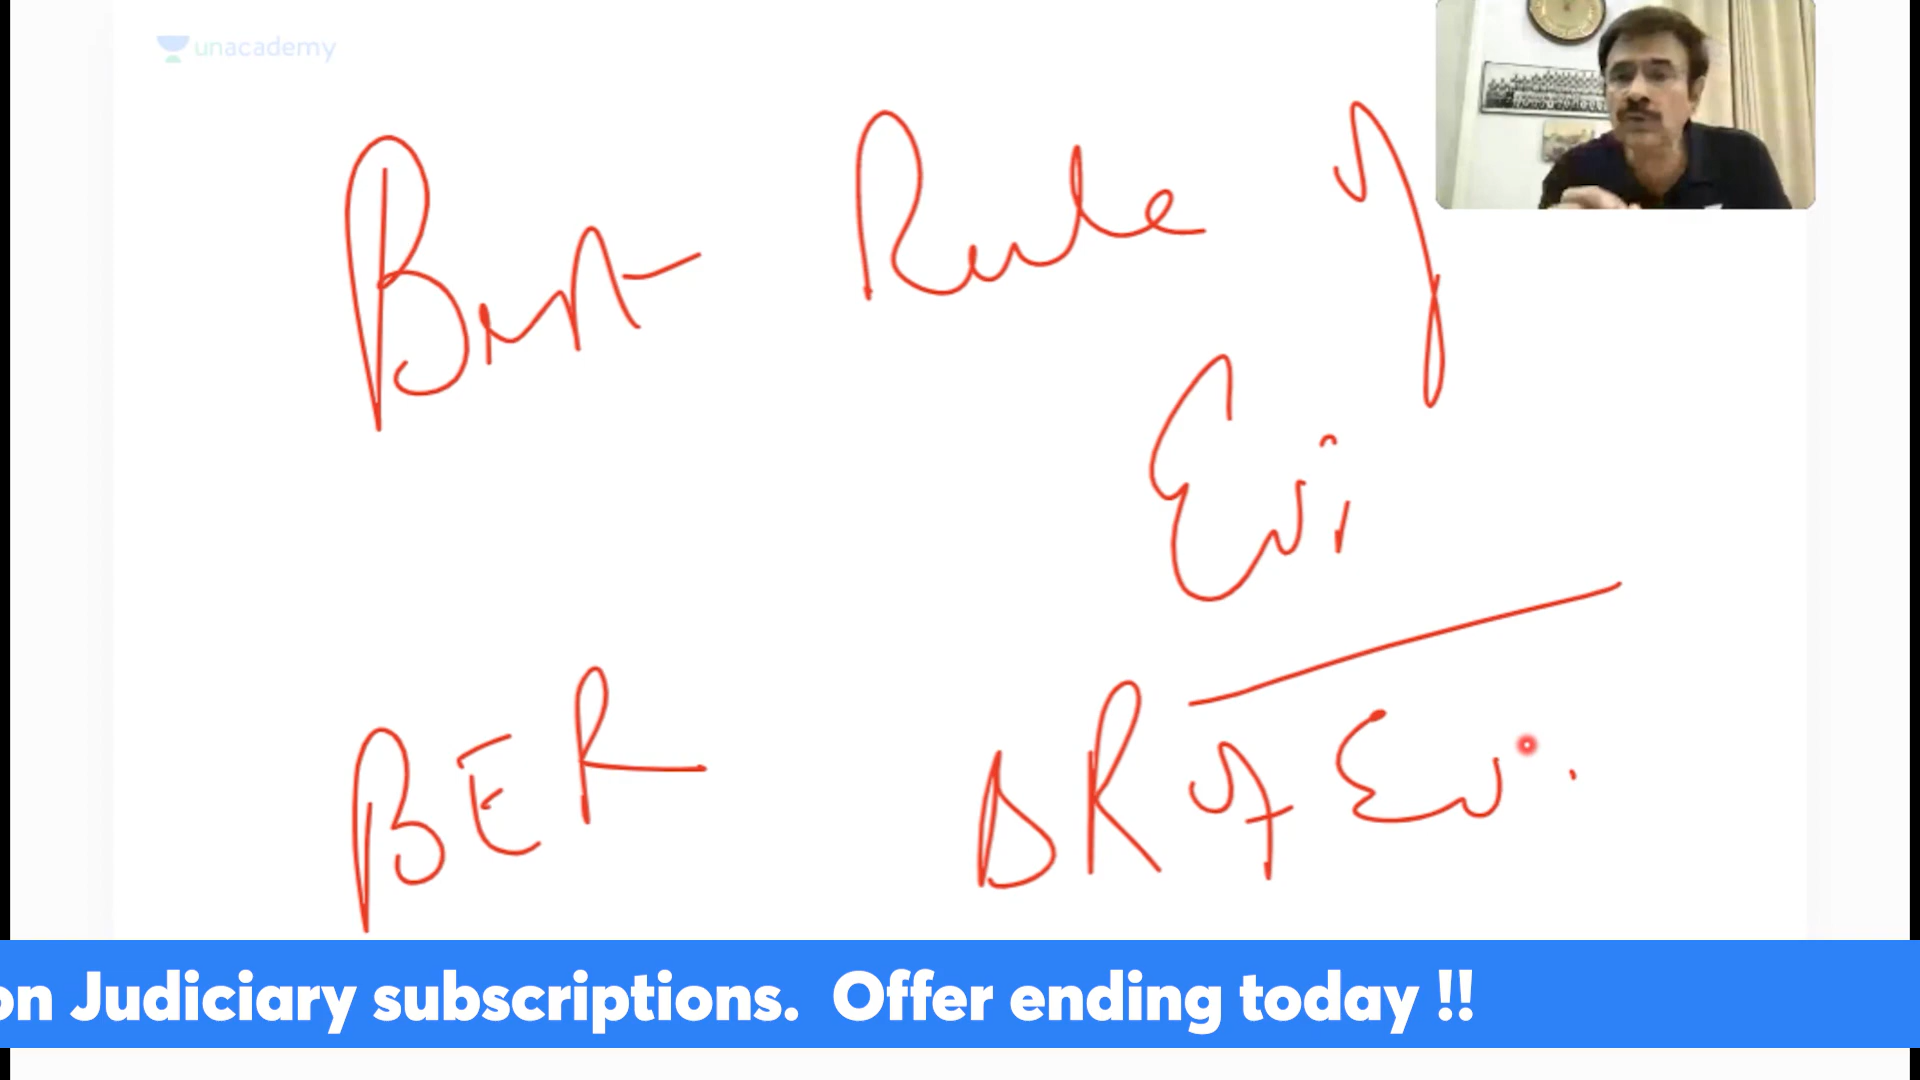 unacademy
Best Rule of
Evi
BER
BR of Evi.
on Judiciary subscriptions. Offer ending today !!